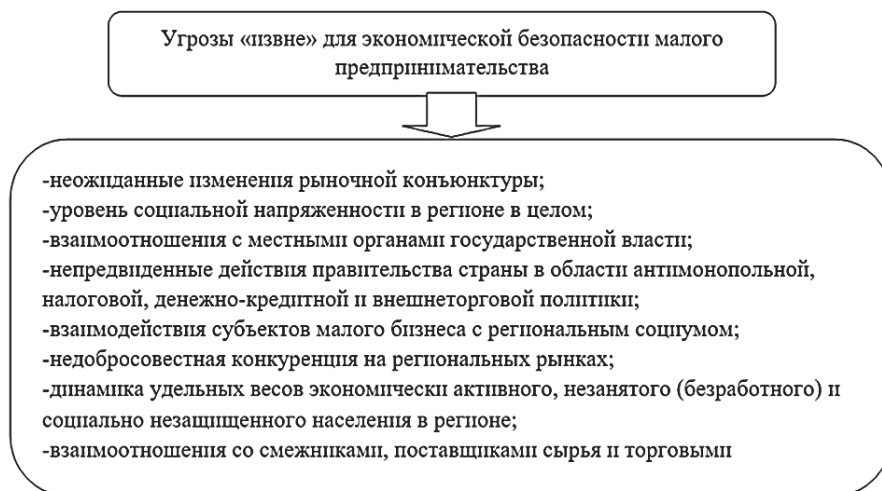 Угрозы «извне» для экономической безопасности малого
предпринимательства
-неожиданные изменения рыночной конъюнктуры;
-уровень социальной напряженности в регионе в целом;
-взаимоотношения с местными органами государственной власти;
-непредвиденные действия правительства страны в области антимонопольной,
налоговой, денежно-кредитной и внешнеторговой политики;
-взаимодействия субъектов малого бизнеса с региональным социумом;
-недобросовестная конкуренция на региональных рынках;
-динамика удельных весов экономически активного, незанятого (безработного) и
социально незащищенного населения в регионе;
-взаимоотношения со смежниками, поставщиками сырья и торговыми